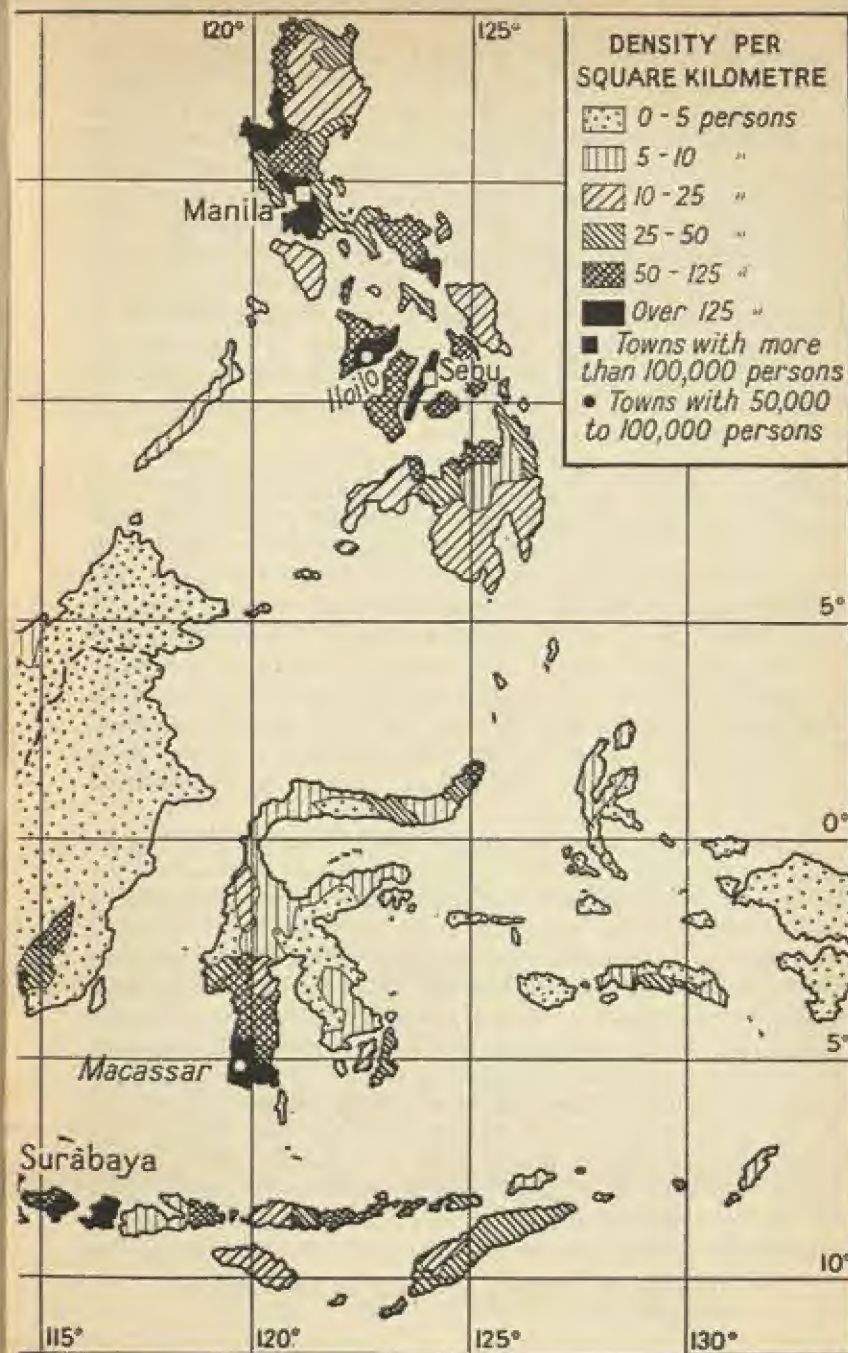 120°
125°
DENSITY PER
SQUARE KILOMETRE
0-5 persons
5-10 "
10-25 "
25-50 "
50-125 "
Over 125 "
■ Towns with more
than 100,000 persons
• Towns with 50,000
to 100,000 persons
Manila
Sebu
Iloilo
5°
0°
5°
Macassar
Surabaya
10°
115°
120°
125°
130°